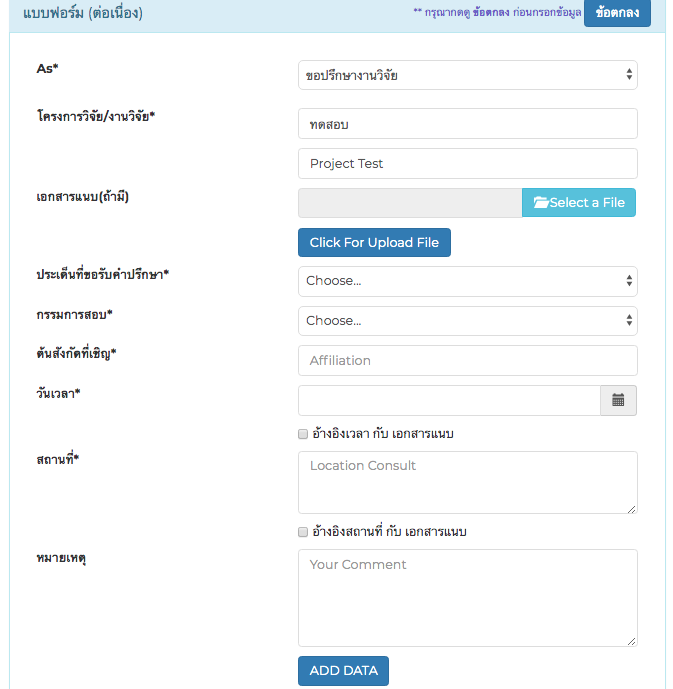 แบบฟอร์ม (ต่อเนื่อง)
** กรุณากดดู ข้อตกลง ก่อนกรอกข้อมูล
ข้อตกลง
As*
ขอปรึกษางานวิจัย
โครงการวิจัย/งานวิจัย*
ทดสอบ
Project Test
เอกสารแนบ(ถ้ามี)
Select a File
Click For Upload File
ประเด็นที่ขอรับคำปรึกษา*
Choose...
กรรมการสอบ*
Choose...
ต้นสังกัดที่เชิญ*
Affiliation
วันเวลา*
อ้างอิงเวลา กับ เอกสารแนบ
สถานที่*
Location Consult
อ้างอิงสถานที่ กับ เอกสารแนบ
หมายเหตุ
Your Comment
ADD DATA